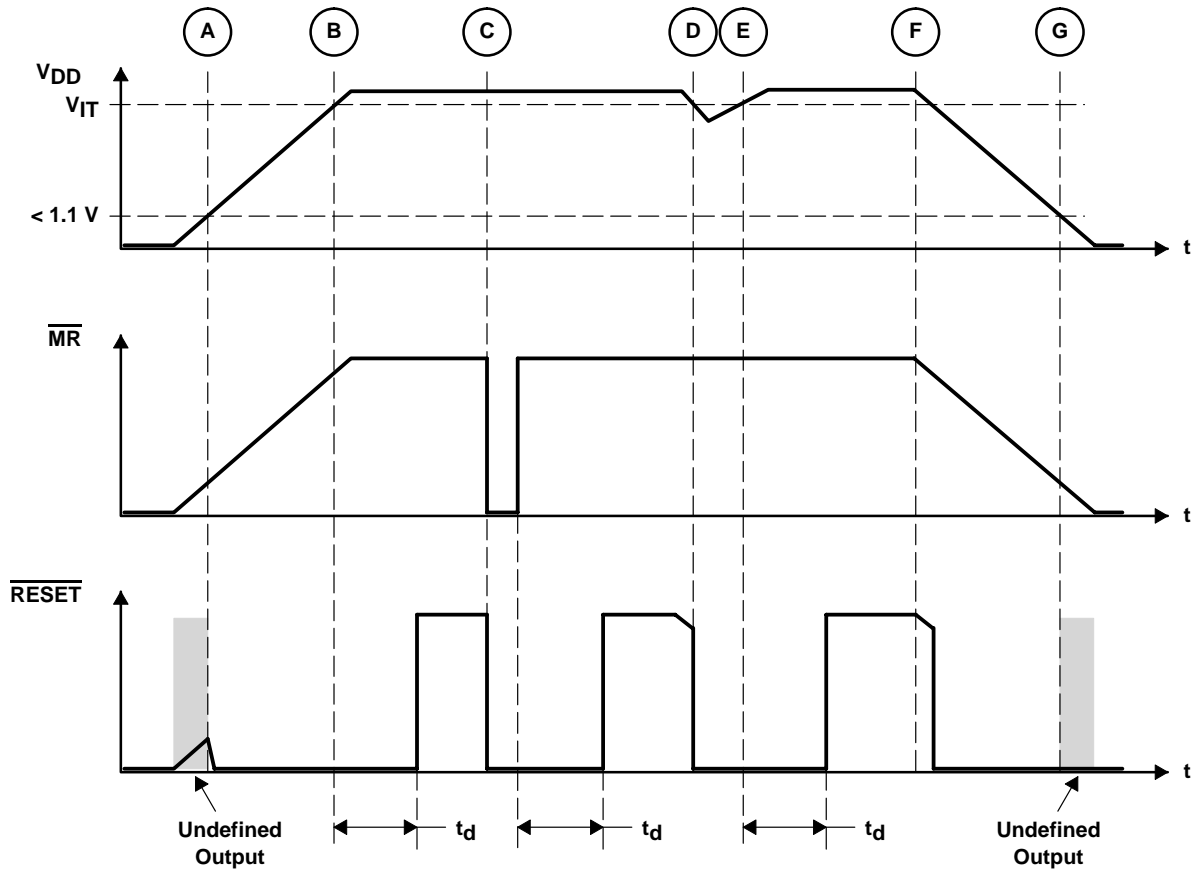 A B C D E F G
VDD
VIT
< 1.1 V
t
MR
t
RESET
t
Undefined
Output
td
td
td
Undefined
Output